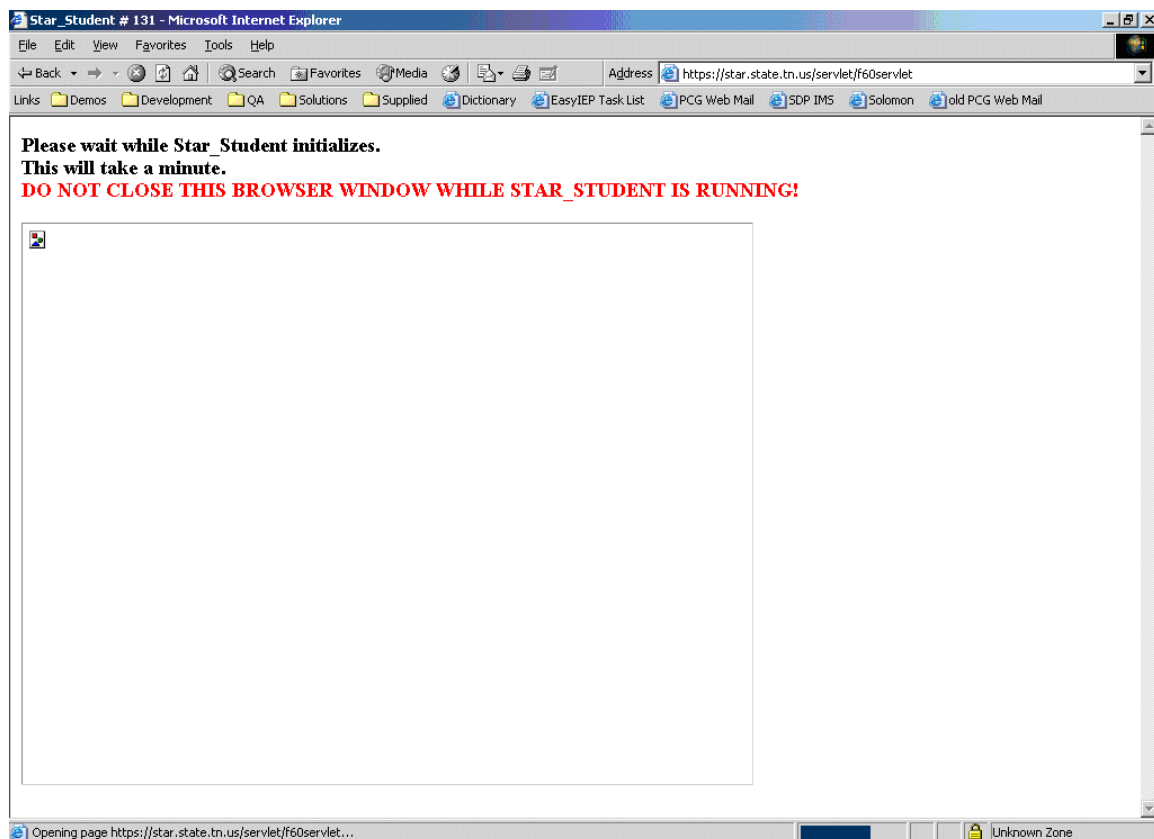 Star_Student # 131 - Microsoft Internet Explorer
File Edit View Favorites Tools Help
Back Search Favorites Media Address https://star.state.tn.us/servlet/f60servlet
Links Demos Development QA Solutions Supplied Dictionary EasyIEP Task List PCG Web Mail SDP IMS Solomon old PCG Web Mail
Please wait while Star_Student initializes.
This will take a minute.
DO NOT CLOSE THIS BROWSER WINDOW WHILE STAR_STUDENT IS RUNNING!
Opening page https://star.state.tn.us/servlet/f60servlet... Unknown Zone